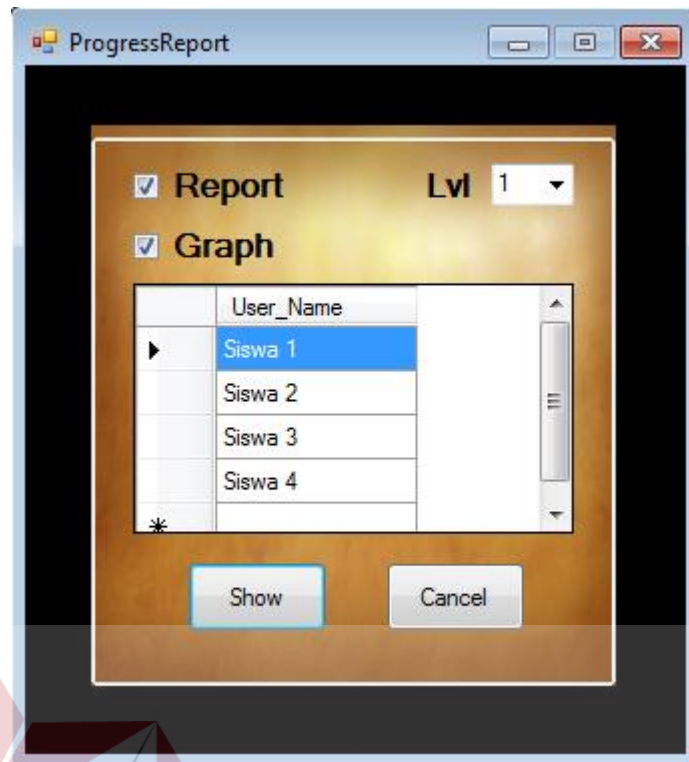 ProgressReport
Report Lvl 1
Graph
User_Name
Siswa 1
Siswa 2
Siswa 3
Siswa 4
Show Cancel